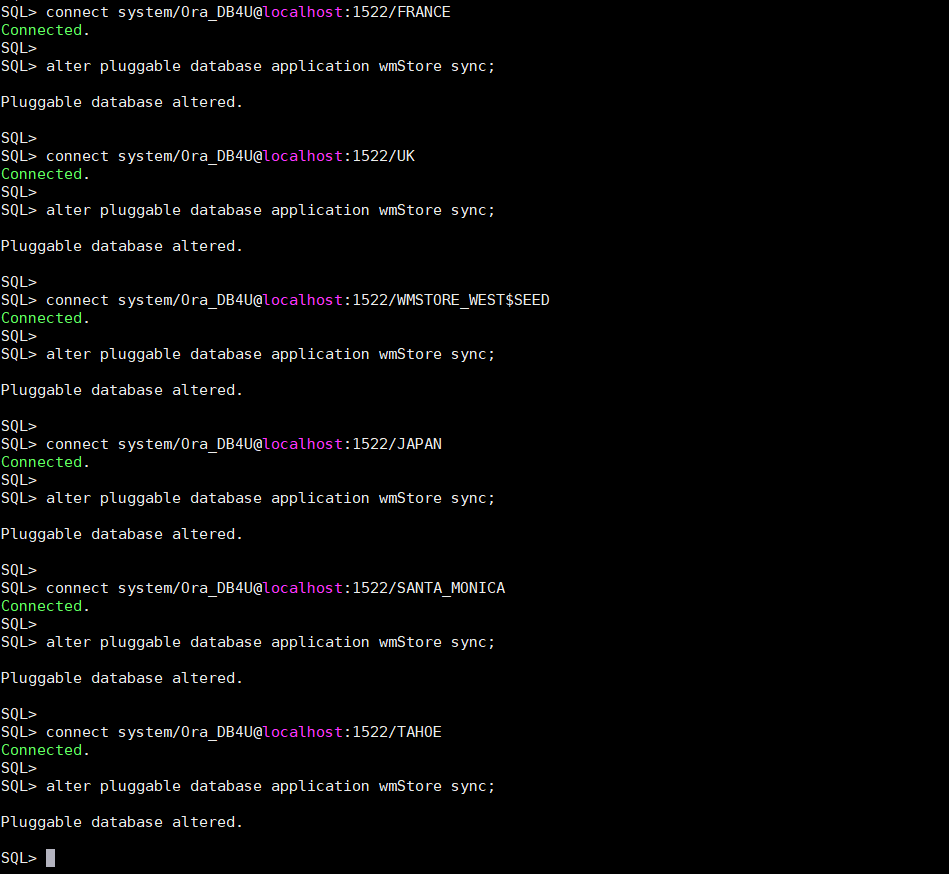 SQL> connect system/Ora_DB4U@localhost:1522/FRANCE
Connected.
SQL>
SQL> alter pluggable database application wmStore sync;
Pluggable database altered.
SQL>
SQL> connect system/Ora_DB4U@localhost:1522/UK
Connected.
SQL>
SQL> alter pluggable database application wmStore sync;
Pluggable database altered.
SQL>
SQL> connect system/Ora_DB4U@localhost:1522/WMSTORE_WEST$SEED
Connected.
SQL>
SQL> alter pluggable database application wmStore sync;
Pluggable database altered.
SQL>
SQL> connect system/Ora_DB4U@localhost:1522/JAPAN
Connected.
SQL>
SQL> alter pluggable database application wmStore sync;
Pluggable database altered.
SQL>
SQL> connect system/Ora_DB4U@localhost:1522/SANTA_MONICA
Connected.
SQL>
SQL> alter pluggable database application wmStore sync;
Pluggable database altered.
SQL>
SQL> connect system/Ora_DB4U@localhost:1522/TAHOE
Connected.
SQL>
SQL> alter pluggable database application wmStore sync;
Pluggable database altered.
SQL>